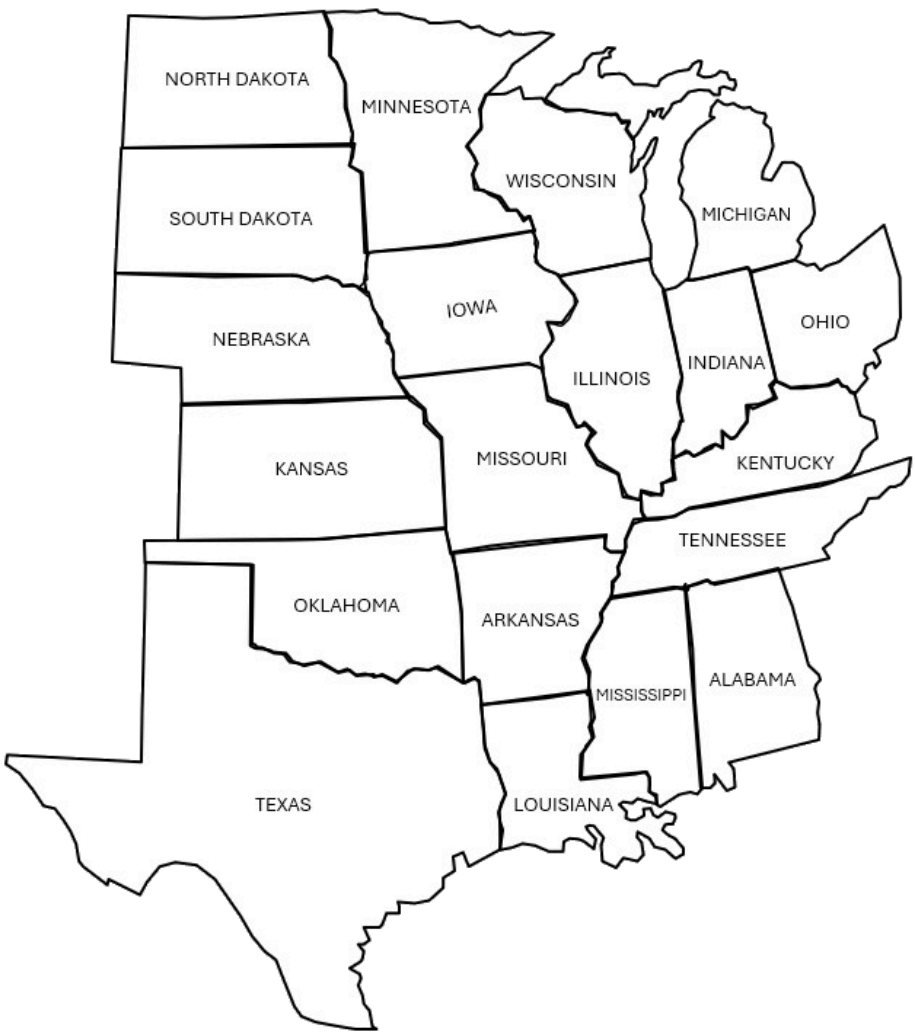 NORTH DAKOTA
MINNESOTA
WISCONSIN
SOUTH DAKOTA
MICHIGAN
IOWA
OHIO
NEBRASKA
INDIANA
ILLINOIS
KANSAS
MISSOURI
KENTUCKY
TENNESSEE
OKLAHOMA
ARKANSAS
ALABAMA
MISSISSIPPI
TEXAS
LOUISIANA